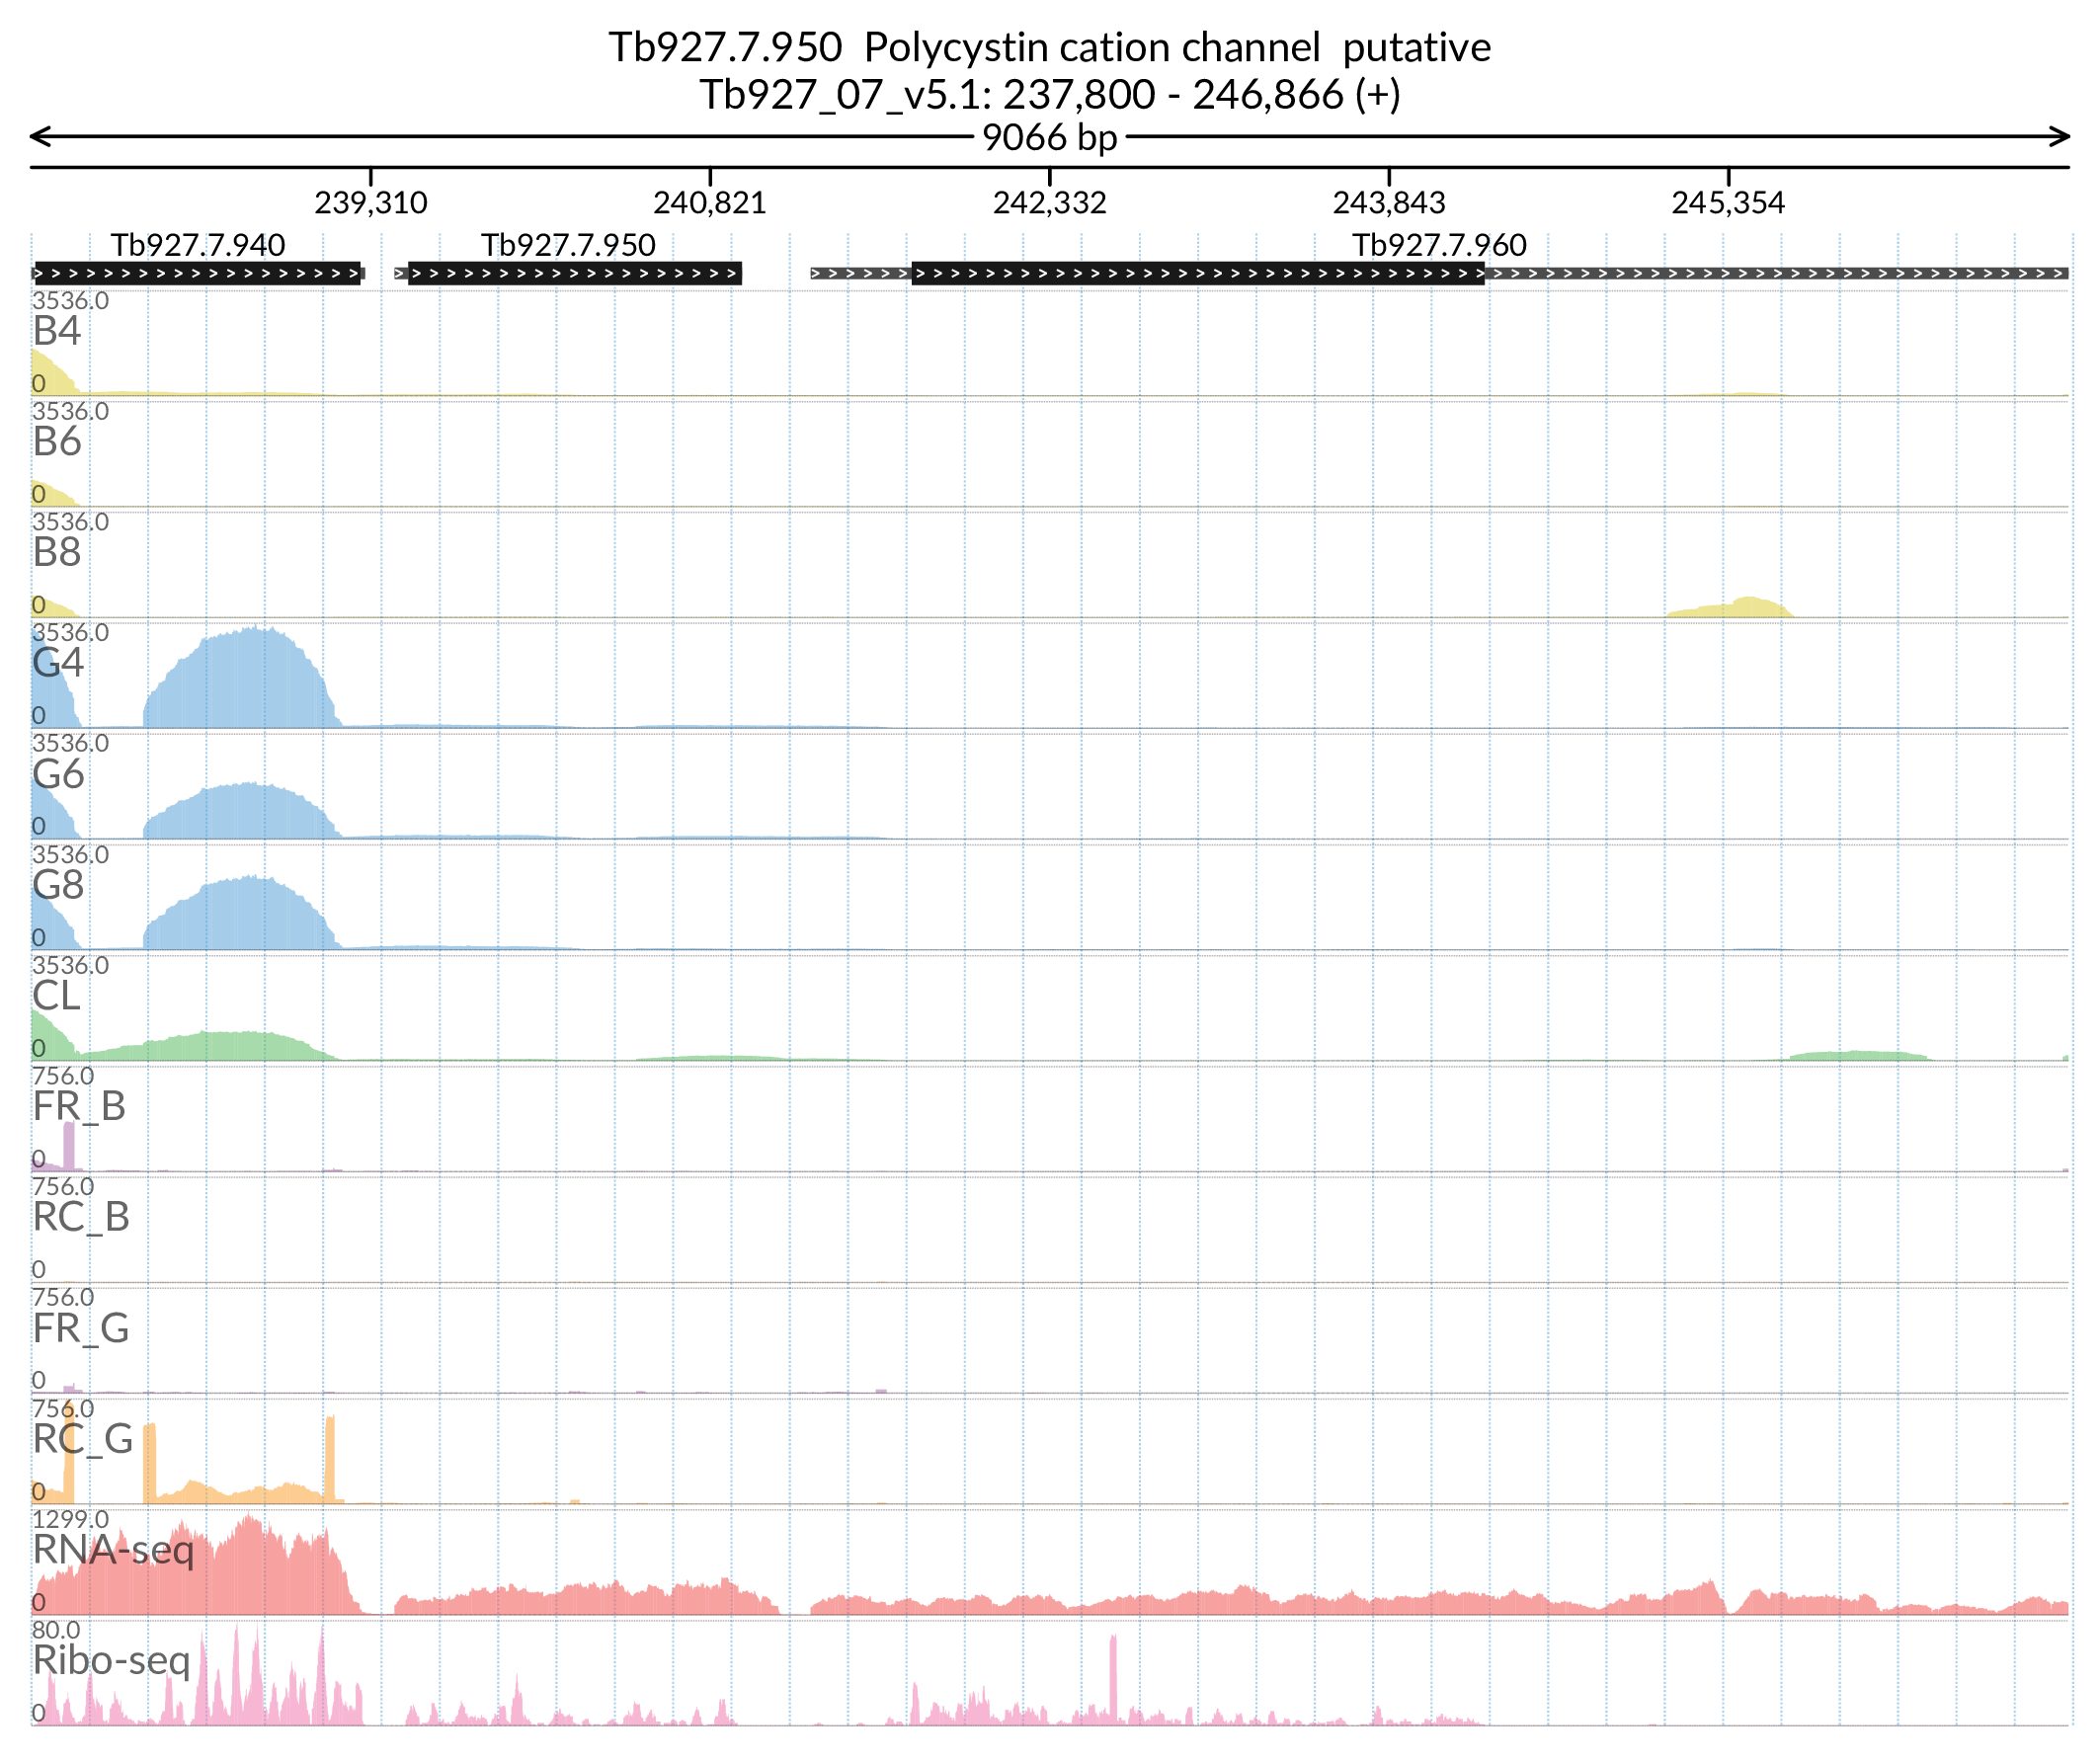 Tb927.7.950  Polycystin cation channel  putative
Tb927_07_v5.1: 237,800 - 246,866 (+)
9066 bp
239,310 240,821 242,332 243,843 245,354
Tb927.7.940 Tb927.7.950 Tb927.7.960
3536.0
B4
0
3536.0
B6
0
3536.0
B8
0
3536.0
G4
0
3536.0
G6
0
3536.0
G8
0
3536.0
CL
0
756.0
FR_B
0
756.0
RC_B
0
756.0
FR_G
0
756.0
RC_G
0
1299.0
RNA-seq
0
80.0
Ribo-seq
0